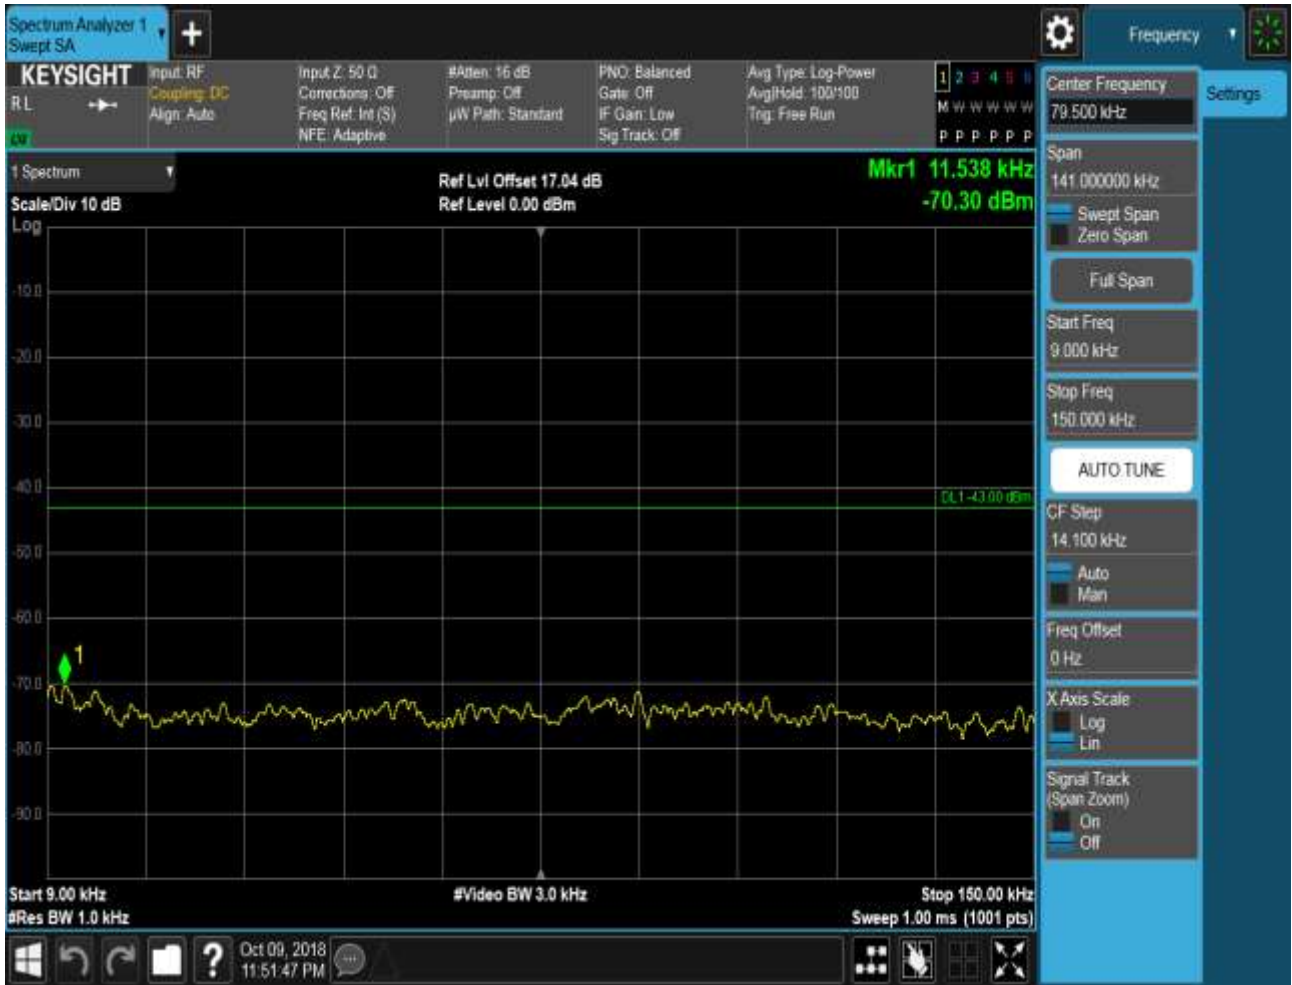 Spectrum Analyzer 1
Swept SA
Frequency
KEYSIGHT
RL
Input: RF
Coupling: DC
Align: Auto
Input Z: 50 Ω
Corrections: Off
Freq Ref: Int (S)
NFE: Adaptive
#Atten: 16 dB
Preamp: Off
µW Path: Standard
PNO: Balanced
Gate: Off
IF Gain: Low
Sig Track: Off
Avg Type: Log-Power
Avg|Hold: 100/100
Trig: Free Run
1 2 3 4 5 6
M W W W W W
P P P P P P
1 Spectrum
Scale/Div 10 dB
Log
Ref Lvl Offset 17.04 dB
Ref Level 0.00 dBm
Mkr1 11.538 kHz
-70.30 dBm
-10.0
-20.0
-30.0
-40.0
DL1 -43.00 dBm
-50.0
-60.0
1
-70.0
-80.0
-90.0
Start 9.00 kHz
#Res BW 1.0 kHz
#Video BW 3.0 kHz
Stop 150.00 kHz
Sweep 1.00 ms (1001 pts)
Center Frequency
79.500 kHz
Settings
Span
141.000000 kHz
Swept Span
Zero Span
Full Span
Start Freq
9.000 kHz
Stop Freq
150.000 kHz
AUTO TUNE
CF Step
14.100 kHz
Auto
Man
Freq Offset
0 Hz
X Axis Scale
Log
Lin
Signal Track
(Span Zoom)
On
Off
?
Oct 09, 2018
11:51:47 PM